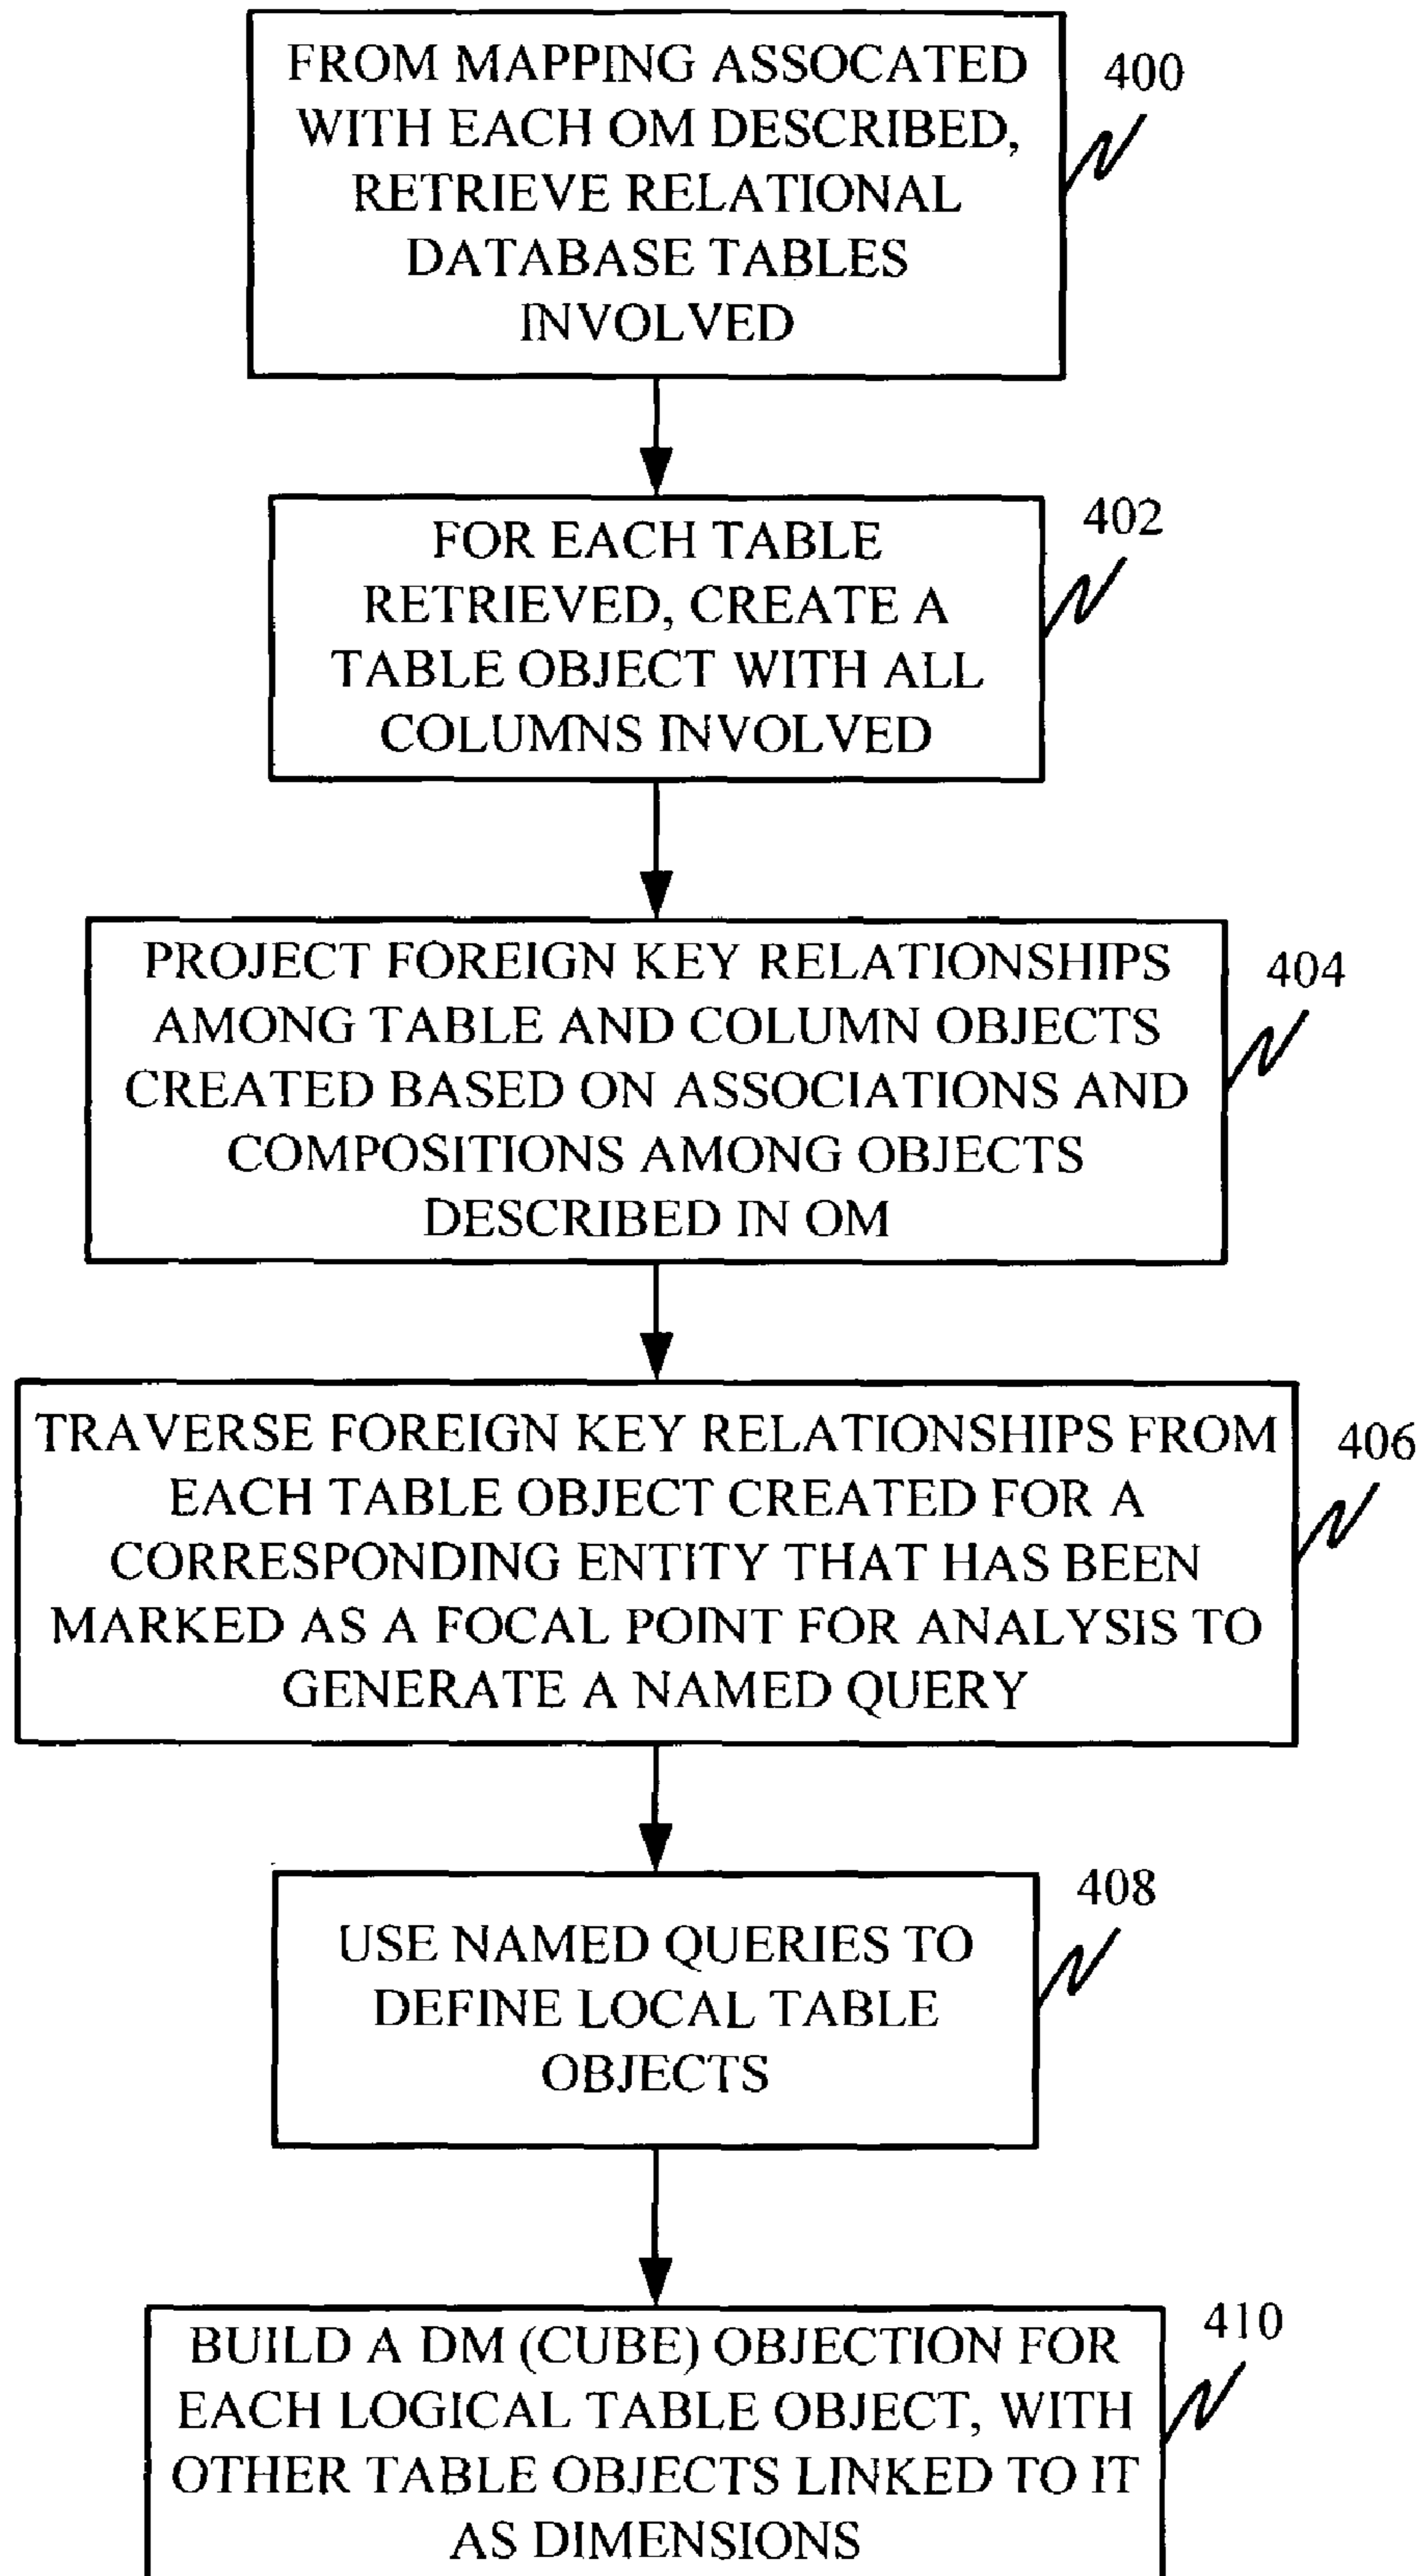 FROM MAPPING ASSOCATED
WITH EACH OM DESCRIBED,
RETRIEVE RELATIONAL
DATABASE TABLES
INVOLVED
400
FOR EACH TABLE
RETRIEVED, CREATE A
TABLE OBJECT WITH ALL
COLUMNS INVOLVED
402
PROJECT FOREIGN KEY RELATIONSHIPS
AMONG TABLE AND COLUMN OBJECTS
CREATED BASED ON ASSOCIATIONS AND
COMPOSITIONS AMONG OBJECTS
DESCRIBED IN OM
404
TRAVERSE FOREIGN KEY RELATIONSHIPS FROM
EACH TABLE OBJECT CREATED FOR A
CORRESPONDING ENTITY THAT HAS BEEN
MARKED AS A FOCAL POINT FOR ANALYSIS TO
GENERATE A NAMED QUERY
406
USE NAMED QUERIES TO
DEFINE LOCAL TABLE
OBJECTS
408
BUILD A DM (CUBE) OBJECTION FOR
EACH LOGICAL TABLE OBJECT, WITH
OTHER TABLE OBJECTS LINKED TO IT
AS DIMENSIONS
410